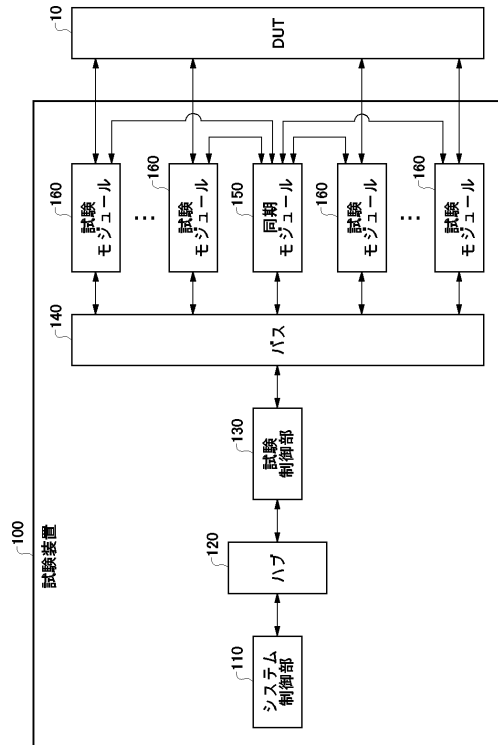 100
試験装置
110
システム
制御部
120
ハブ
130
試験
制御部
140
バス
160
試験
モジュール
...
160
試験
モジュール
150
同期
モジュール
160
試験
モジュール
...
160
試験
モジュール
10
DUT